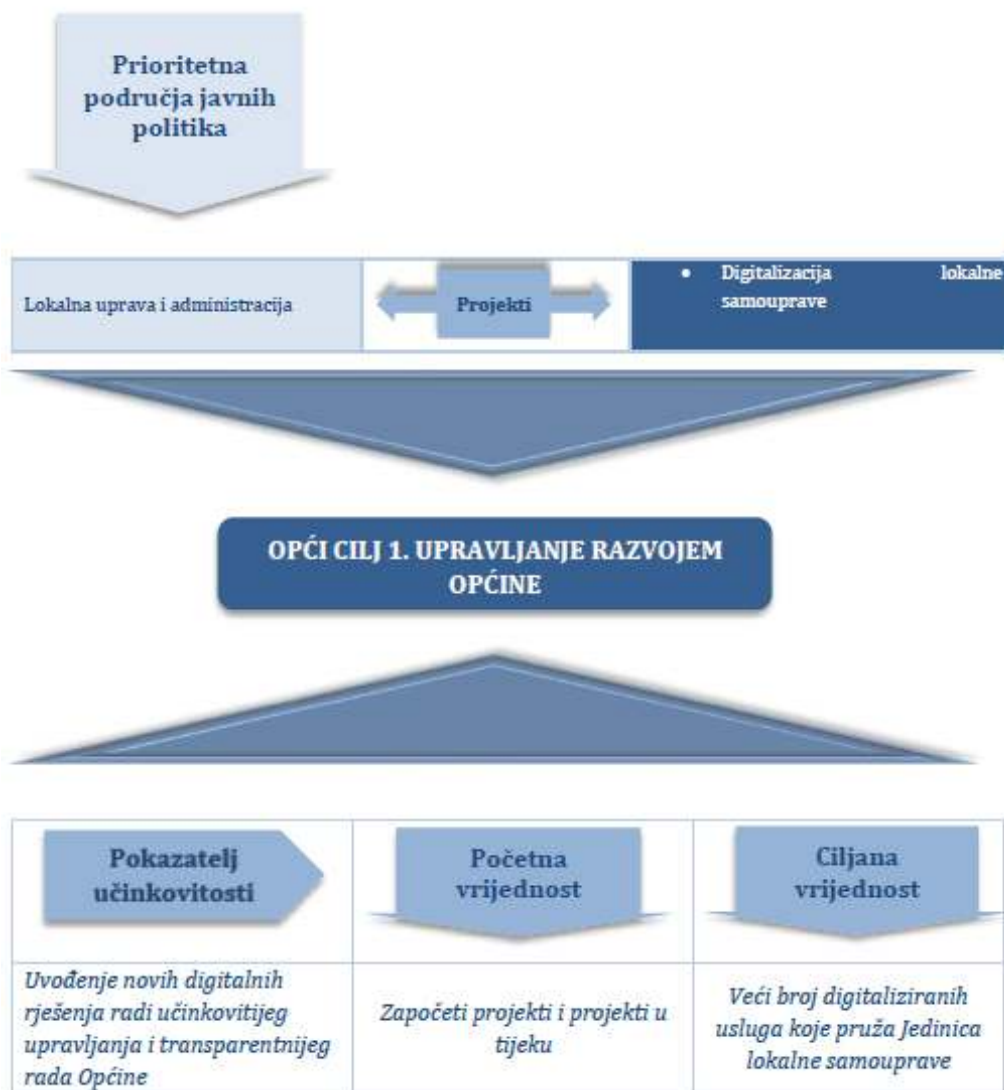 Prioritetna
područja javnih
politika
Lokalna uprava i administracija
Projekti
• Digitalizacija lokalne
samouprave
OPĆI CILJ 1. UPRAVLJANJE RAZVOJEM
OPĆINE
Pokazatelj
učinkovitosti
Početna
vrijednost
Ciljana
vrijednost
Uvođenje novih digitalnih
rješenja radi učinkovitijeg
upravljanja i transparentnijeg
rada Općine
Započeti projekti i projekti u
tijeku
Veći broj digitaliziranih
usluga koje pruža Jedinica
lokalne samouprave